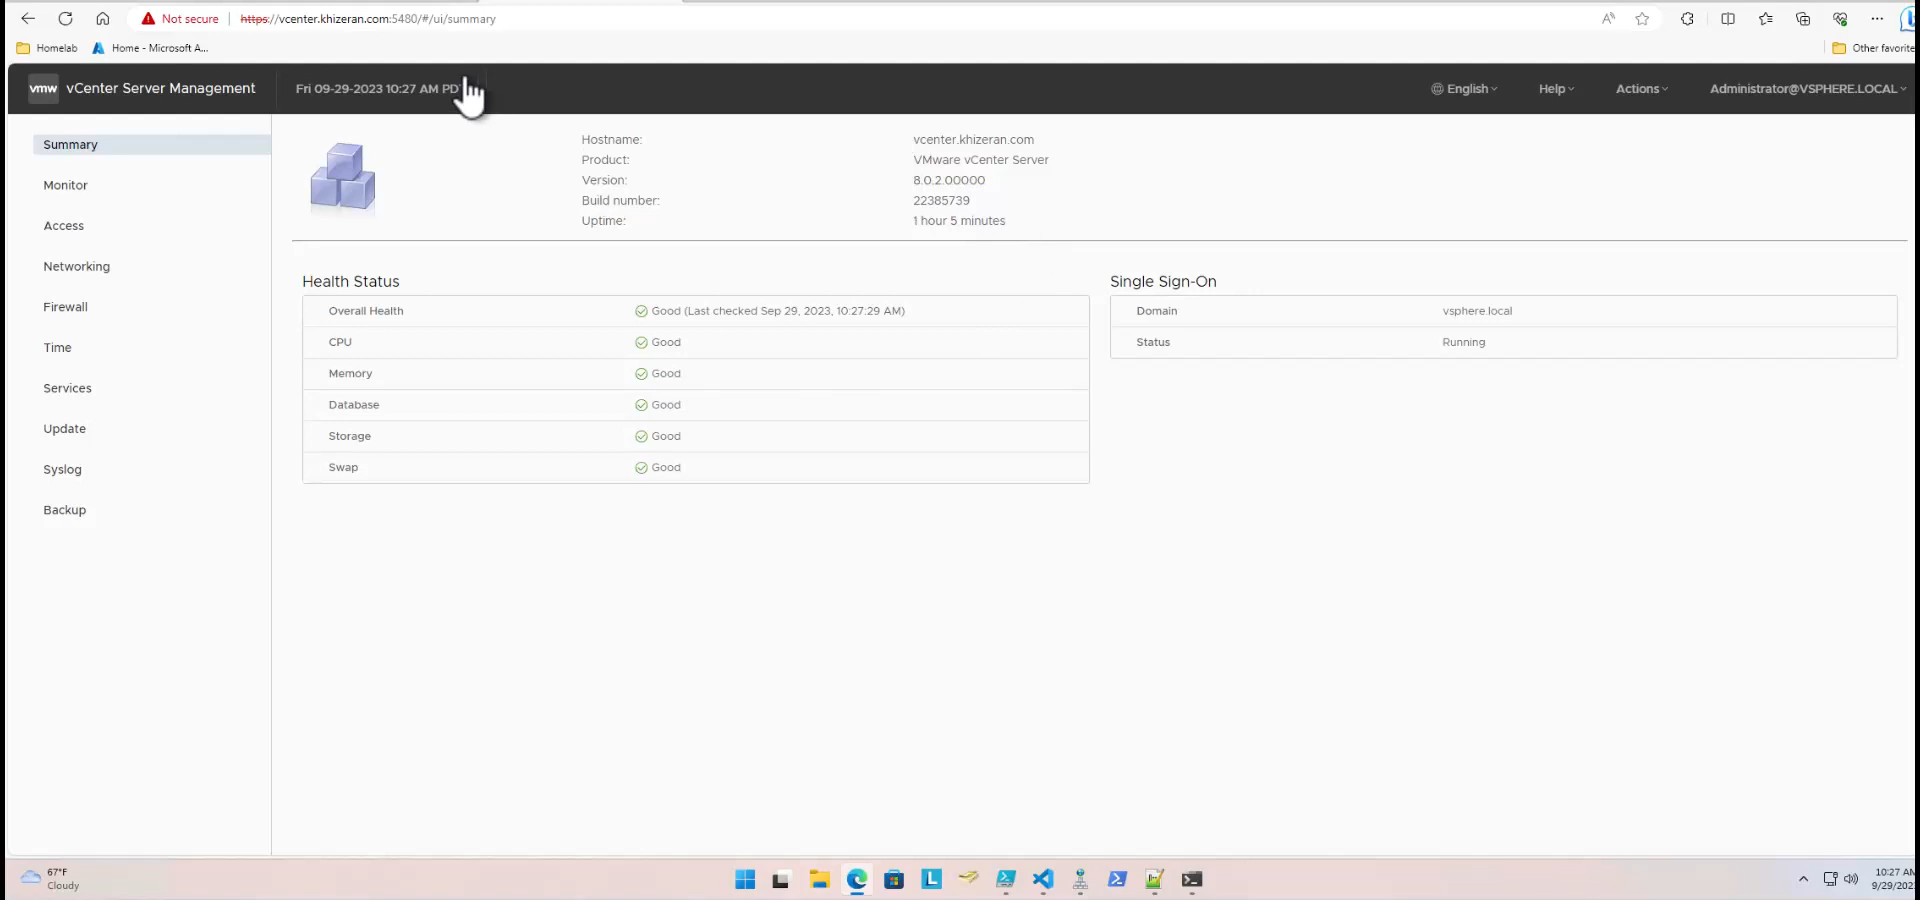 Not secure https://vcenter.khizeran.com:5480/#/ui/summary
Homelab Home - Microsoft A... Other favorite
vmw vCenter Server Management Fri 09-29-2023 10:27 AM PD English Help Actions Administrator@VSPHERE.LOCAL
Summary
Monitor
Access
Networking
Firewall
Time
Services
Update
Syslog
Backup
Hostname: vcenter.khizeran.com
Product: VMware vCenter Server
Version: 8.0.2.00000
Build number: 22385739
Uptime: 1 hour 5 minutes
Health Status
Overall Health Good (Last checked Sep 29, 2023, 10:27:29 AM)
CPU Good
Memory Good
Database Good
Storage Good
Swap Good
Single Sign-On
Domain vsphere.local
Status Running
67°F
Cloudy
10:27 AM
9/29/202